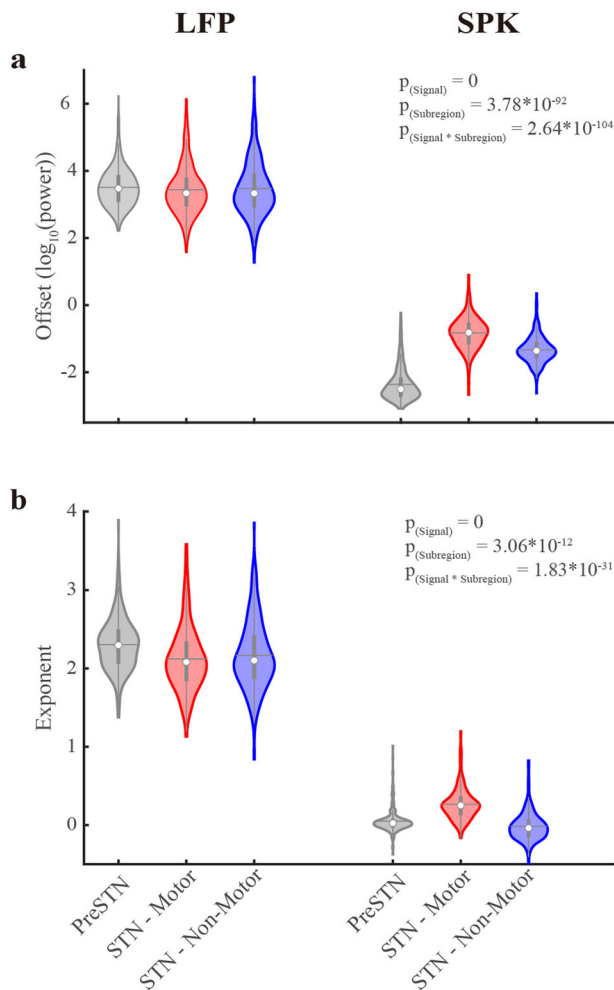 LFP SPK
a
p(Signal) = 0
p(Subregion) = 3.78*10-92
p(Signal * Subregion) = 2.64*10-104
Offset (log10(power))
6
4
2
0
-2
b
p(Signal) = 0
p(Subregion) = 3.06*10-12
p(Signal * Subregion) = 1.83*10-31
Exponent
4
3
2
1
0
PreSTN
STN - Motor
STN - Non-Motor
PreSTN
STN - Motor
STN - Non-Motor